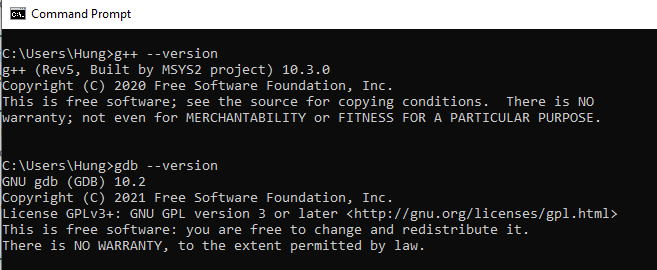 Command Prompt
C:\Users\Hung>g++ --version
g++ (Rev5, Built by MSYS2 project) 10.3.0
Copyright (C) 2020 Free Software Foundation, Inc.
This is free software; see the source for copying conditions.  There is NO
warranty; not even for MERCHANTABILITY or FITNESS FOR A PARTICULAR PURPOSE.
C:\Users\Hung>gdb --version
GNU gdb (GDB) 10.2
Copyright (C) 2021 Free Software Foundation, Inc.
License GPLv3+: GNU GPL version 3 or later <http://gnu.org/licenses/gpl.html>
This is free software: you are free to change and redistribute it.
There is NO WARRANTY, to the extent permitted by law.